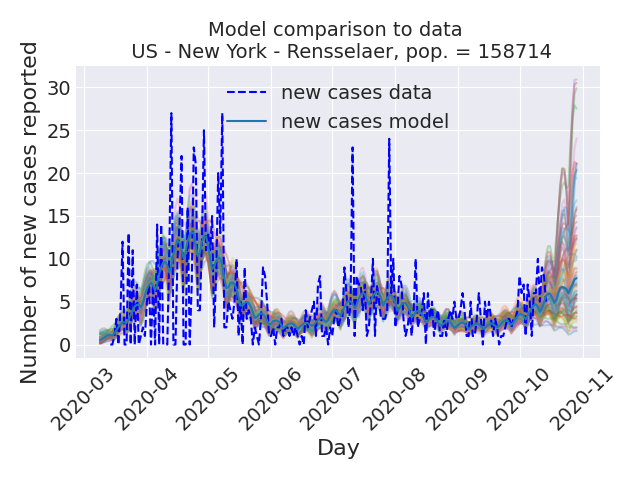 Model comparison to data
US - New York - Rensselaer, pop. = 158714
Number of new cases reported
30
25
20
15
10
5
0
new cases data
new cases model
2020-03
2020-04
2020-05
2020-06
2020-07
2020-08
2020-09
2020-10
2020-11
Day